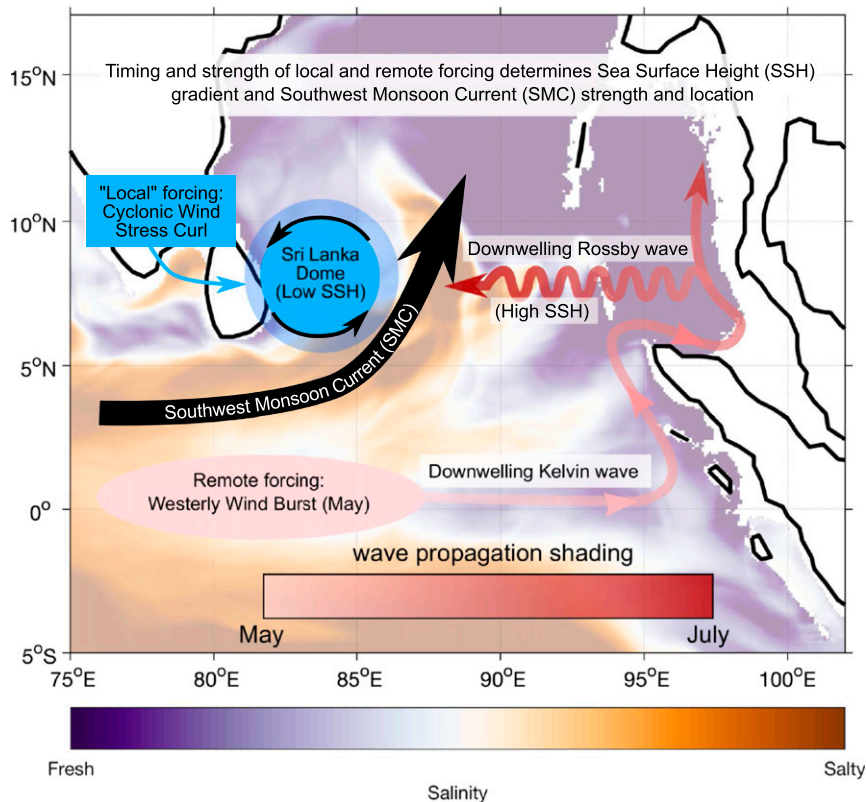 Timing and strength of local and remote forcing determines Sea Surface Height (SSH)
gradient and Southwest Monsoon Current (SMC) strength and location
15°N
10°N
5°N
0°
5°S
"Local" forcing:
Cyclonic Wind
Stress Curl
Sri Lanka
Dome
(Low SSH)
Downwelling Rossby wave
(High SSH)
Southwest Monsoon Current (SMC)
Remote forcing:
Westerly Wind Burst (May)
Downwelling Kelvin wave
wave propagation shading
May
July
75°E
80°E
85°E
90°E
95°E
100°E
Fresh
Salty
Salinity